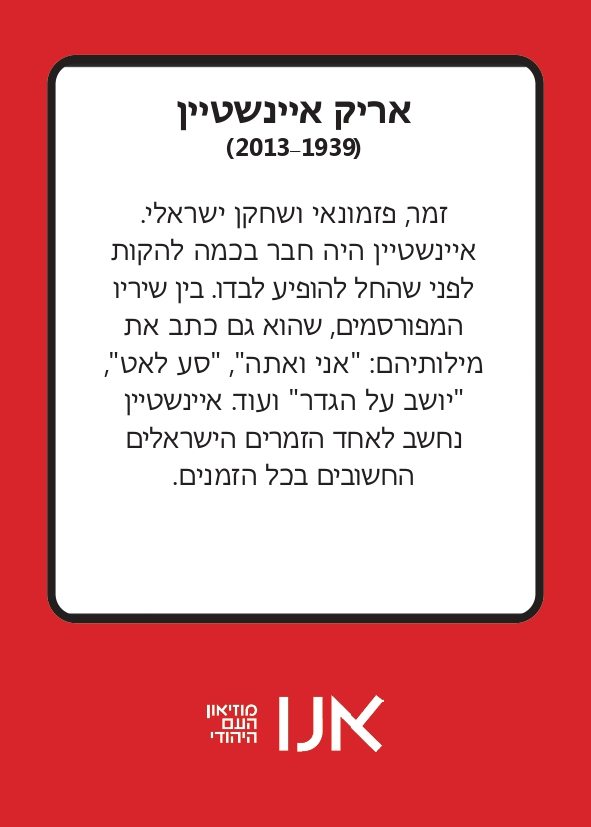 אריק איינשטיין
(1939–2013)
זמר, פזמונאי ושחקן ישראלי.
איינשטיין היה חבר בכמה להקות
לפני שהחל להופיע לבדו. בין שיריו
המפורסמים, שהוא גם כתב את
מילותיהם: "אני ואתה", "סע לאט",
"יושב על הגדר" ועוד. איינשטיין
נחשב לאחד הזמרים הישראלים
החשובים בכל הזמנים.
אנו
מוזיאון
העם
היהודי